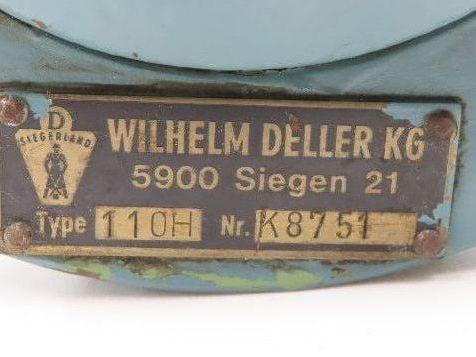 D
SIEGERLAND
WILHELM DELLER KG
5900 Siegen 21
Type 110H Nr. K8751